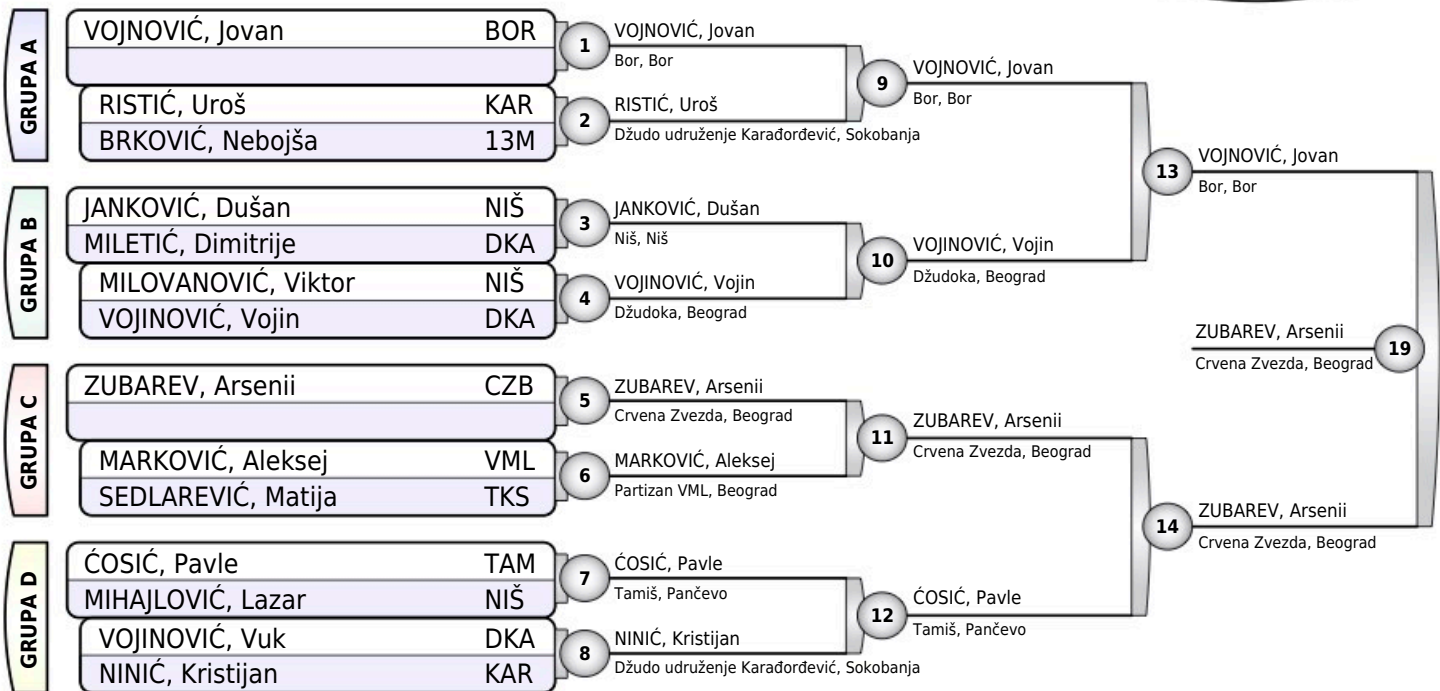 GRUPA A
VOJNOVIĆ, Jovan BOR
RISTIĆ, Uroš KAR
BRKOVIĆ, Nebojša 13M
GRUPA B
JANKOVIĆ, Dušan NIŠ
MILETIĆ, Dimitrije DKA
MILOVANOVIĆ, Viktor NIŠ
VOJINOVIĆ, Vojin DKA
GRUPA C
ZUBAREV, Arsenii CZB
MARKOVIĆ, Aleksej VML
SEDLAREVIĆ, Matija TKS
GRUPA D
ĆOSIĆ, Pavle TAM
MIHAJLOVIĆ, Lazar NIŠ
VOJINOVIĆ, Vuk DKA
NINIĆ, Kristijan KAR
1
VOJNOVIĆ, Jovan
Bor, Bor
2
RISTIĆ, Uroš
Džudo udruženje Karađorđević, Sokobanja
3
JANKOVIĆ, Dušan
Niš, Niš
4
VOJINOVIĆ, Vojin
Džudoka, Beograd
5
ZUBAREV, Arsenii
Crvena Zvezda, Beograd
6
MARKOVIĆ, Aleksej
Partizan VML, Beograd
7
ĆOSIĆ, Pavle
Tamiš, Pančevo
8
NINIĆ, Kristijan
Džudo udruženje Karađorđević, Sokobanja
9
VOJNOVIĆ, Jovan
Bor, Bor
10
VOJINOVIĆ, Vojin
Džudoka, Beograd
11
ZUBAREV, Arsenii
Crvena Zvezda, Beograd
12
ĆOSIĆ, Pavle
Tamiš, Pančevo
13
VOJNOVIĆ, Jovan
Bor, Bor
14
ZUBAREV, Arsenii
Crvena Zvezda, Beograd
ZUBAREV, Arsenii
Crvena Zvezda, Beograd
19